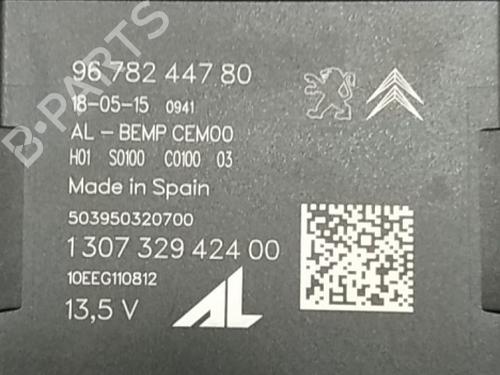 96 782 447 80
18-05-15 0941
AL - BEMP CEM00
H01 S0100 C0100 03
Made in Spain
503950320700
1 307 329 424 00
10EEG110812
13,5 V
AL
B-PARTS